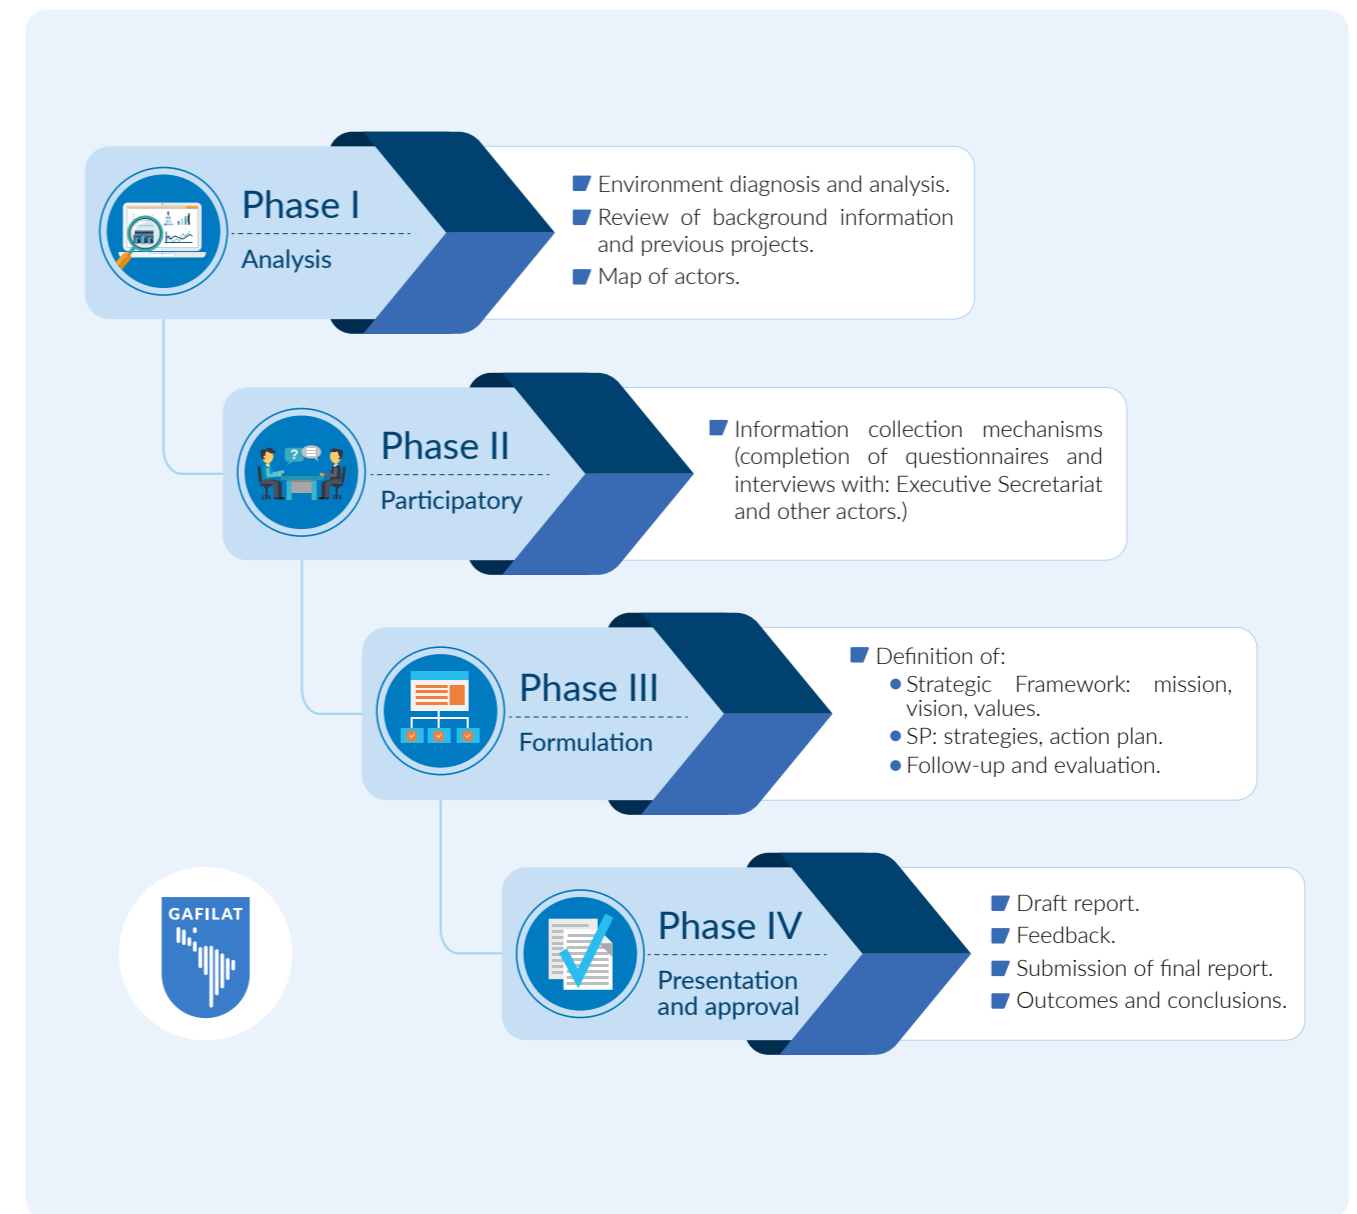 Phase I
Analysis
Environment diagnosis and analysis.
Review of background information
and previous projects.
Map of actors.
Phase II
Participatory
?
Information collection mechanisms
(completion of questionnaires and
interviews with: Executive Secretariat
and other actors.)
Phase III
Formulation
Definition of:
Strategic Framework: mission,
vision, values.
SP: strategies, action plan.
Follow-up and evaluation.
Phase IV
Presentation
and approval
Draft report.
Feedback.
Submission of final report.
Outcomes and conclusions.
GAFILAT